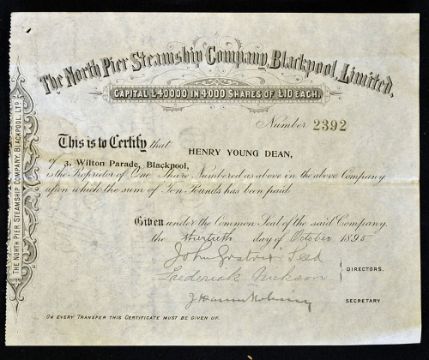 The North Pier Steamship Company, Blackpool, Limited.
CAPITAL £40000 IN 4000 SHARES OF £10 EACH.
Number 2392
This is to Certify that HENRY YOUNG DEAN,
of 3. Wilton Parade, Blackpool,
is the Proprietor of One Share Numbered as above in the above Company
upon which the sum of Ten Pounds has been paid
Given under the Common Seal of the said Company.
the thirtieth day of October 1895
John Seed
Frederick
DIRECTORS.
SECRETARY
ON EVERY TRANSFER THIS CERTIFICATE MUST BE GIVEN UP.
THE NORTH PIER STEAMSHIP COMPANY, BLACKPOOL, LTD.